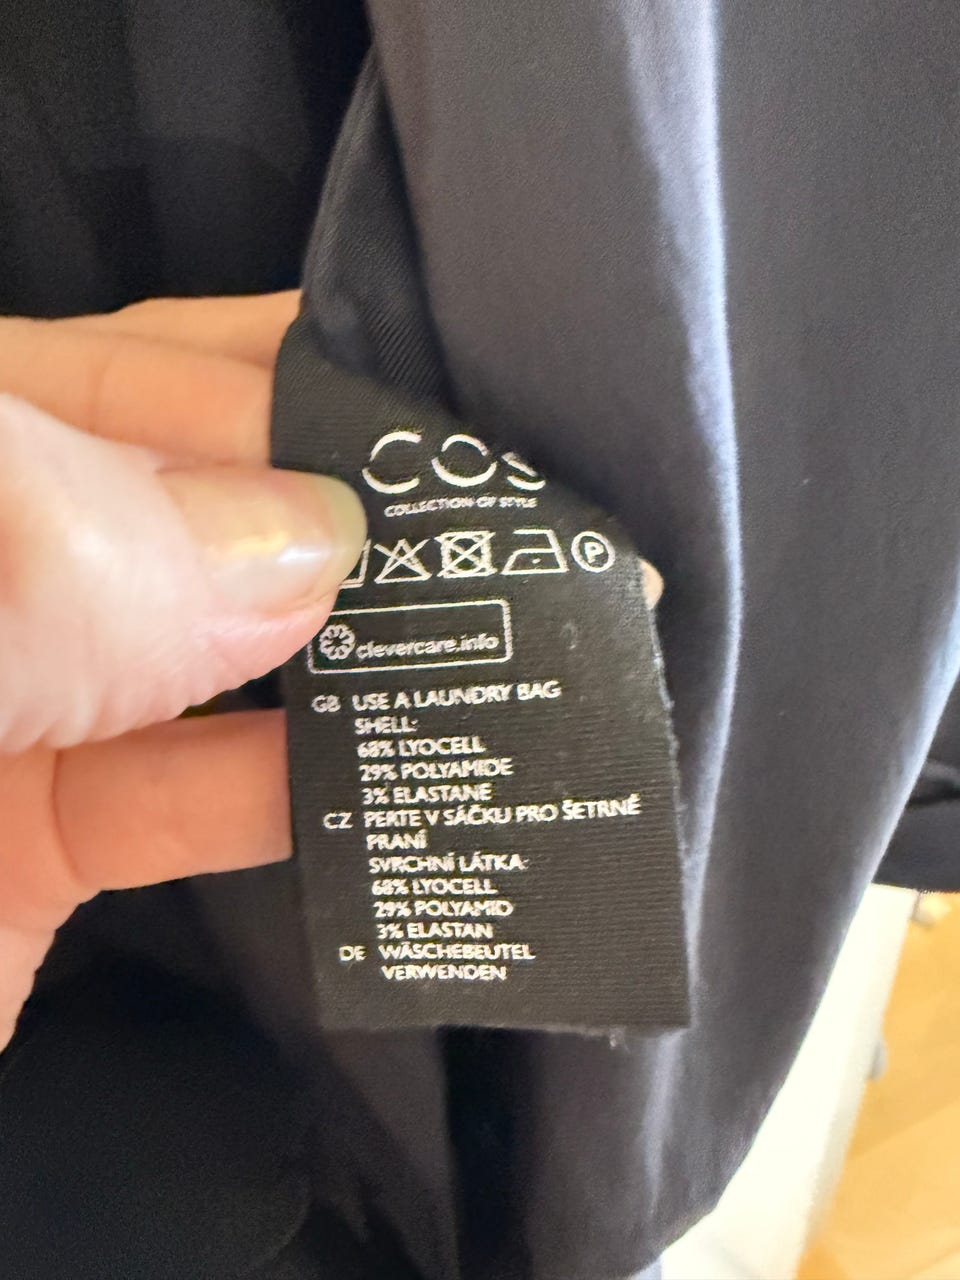 COS
COLLECTION OF STYLE
P
clevercare.info
GB USE A LAUNDRY BAG
SHELL:
68% LYOCELL
29% POLYAMIDE
3% ELASTANE
CZ PERTE V SÁČKU PRO ŠETRNÉ
PRANÍ
SVRCHNÍ LÁTKA:
68% LYOCELL
29% POLYAMID
3% ELASTAN
DE WÄSCHEBEUTEL
VERWENDEN